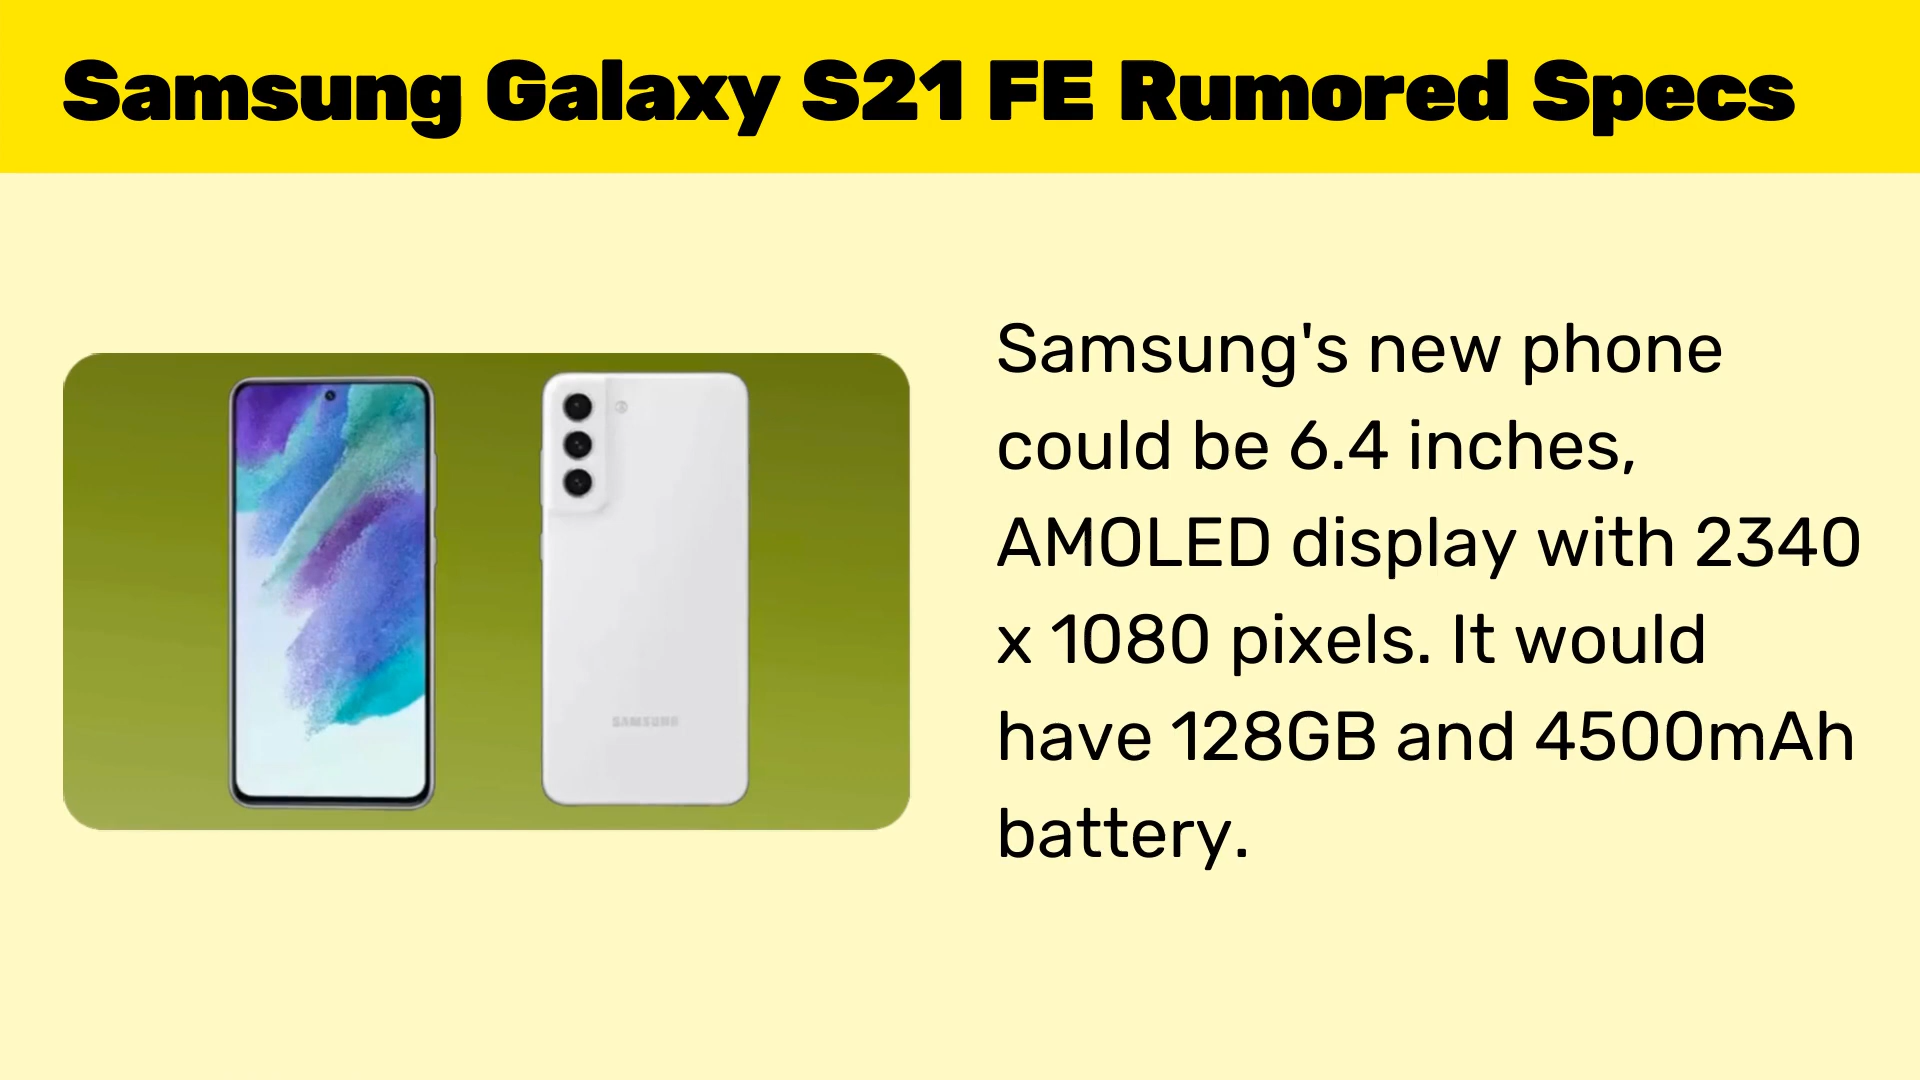 Samsung Galaxy S21 FE Rumored Specs
SAMSUNG
Samsung's new phone
could be 6.4 inches,
AMOLED display with 2340
x 1080 pixels. It would
have 128GB and 4500mAh
battery.